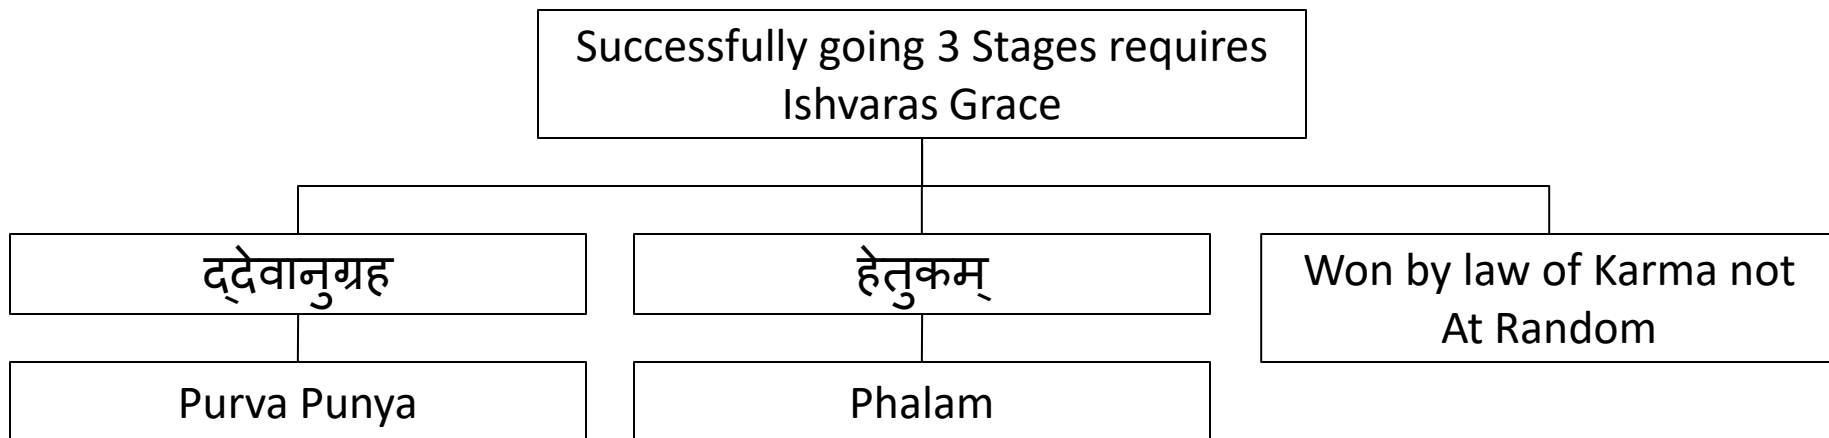 Successfully going 3 Stages requires
Ishvaras Grace
द्देवानुग्रह
हेतुकम्
Won by law of Karma not
At Random
Purva Punya
Phalam